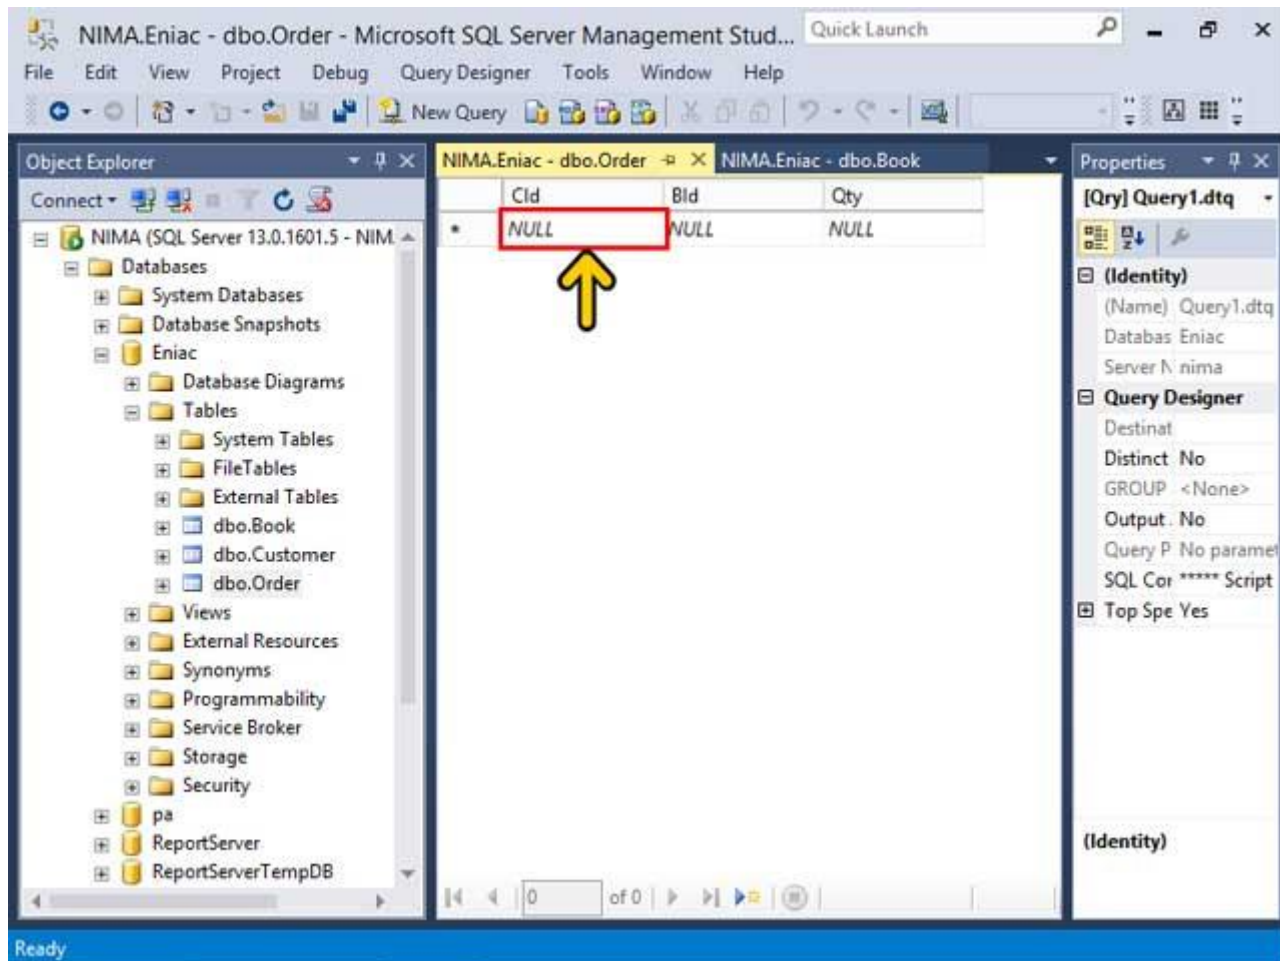 NIMA.Eniac - dbo.Order - Microsoft SQL Server Management Stud... Quick Launch
File Edit View Project Debug Query Designer Tools Window Help
New Query
Object Explorer
Connect
NIMA (SQL Server 13.0.1601.5 - NIM
Databases
System Databases
Database Snapshots
Eniac
Database Diagrams
Tables
System Tables
FileTables
External Tables
dbo.Book
dbo.Customer
dbo.Order
Views
External Resources
Synonyms
Programmability
Service Broker
Storage
Security
pa
ReportServer
ReportServerTempDB
NIMA.Eniac - dbo.Order NIMA.Eniac - dbo.Book
CId BId Qty
NULL NULL NULL
0 of 0
Properties
[Qry] Query1.dtq
(Identity)
(Name) Query1.dtq
Databas Eniac
Server N nima
Query Designer
Destinat
Distinct No
GROUP <None>
Output . No
Query P No paramet
SQL Cor ***** Script
Top Spe Yes
(Identity)
Ready